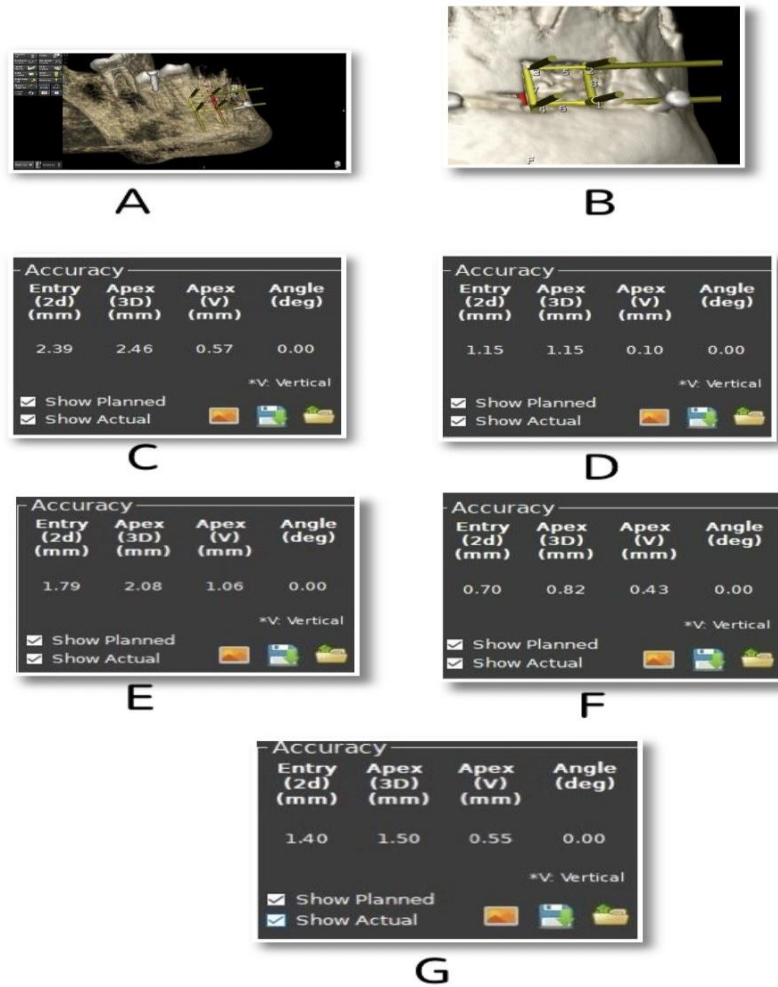 A
B
Accuracy
Entry (2d) (mm) Apex (3D) (mm) Apex (V) (mm) Angle (deg)
2.39 2.46 0.57 0.00
*V: Vertical
Show Planned
Show Actual
C
Accuracy
Entry (2d) (mm) Apex (3D) (mm) Apex (V) (mm) Angle (deg)
1.15 1.15 0.10 0.00
*V: Vertical
Show Planned
Show Actual
D
Accuracy
Entry (2d) (mm) Apex (3D) (mm) Apex (V) (mm) Angle (deg)
1.79 2.08 1.06 0.00
*V: Vertical
Show Planned
Show Actual
E
Accuracy
Entry (2d) (mm) Apex (3D) (mm) Apex (V) (mm) Angle (deg)
0.70 0.82 0.43 0.00
*V: Vertical
Show Planned
Show Actual
F
Accuracy
Entry (2d) (mm) Apex (3D) (mm) Apex (V) (mm) Angle (deg)
1.40 1.50 0.55 0.00
*V: Vertical
Show Planned
Show Actual
G